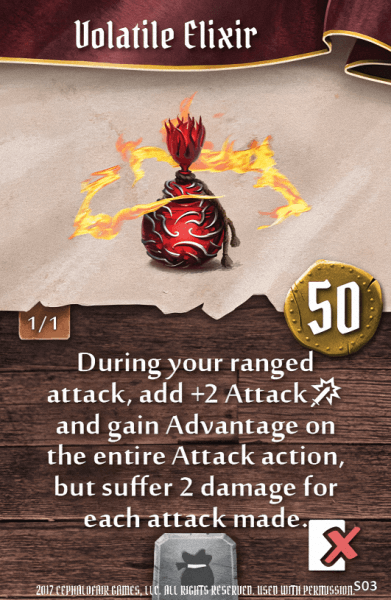 Volatile Elixir
50
1/1
During your ranged
attack, add +2 Attack
and gain Advantage on
the entire Attack action,
but suffer 2 damage for
each attack made.
2017 CEPHALOFAIR GAMES, LLC. ALL RIGHTS RESERVED. USED WITH PERMISSION. S03